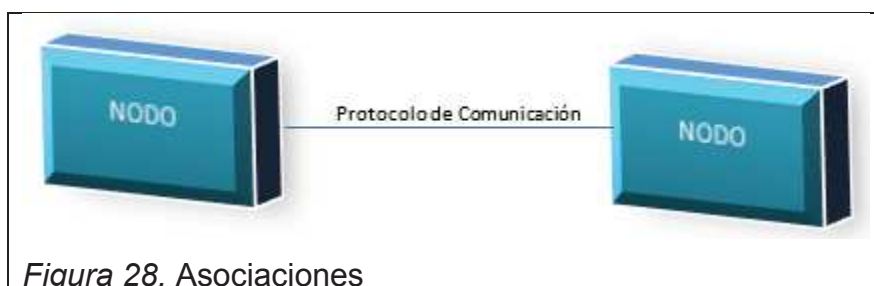 NODO
Protocolo de Comunicación
NODO
Figura 28. Asociaciones